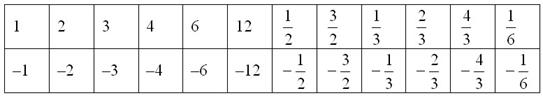 1 2 3 4 6 12 1/2 3/2 1/3 2/3 4/3 1/6
–1 –2 –3 –4 –6 –12 –1/2 –3/2 –1/3 –2/3 –4/3 –1/6